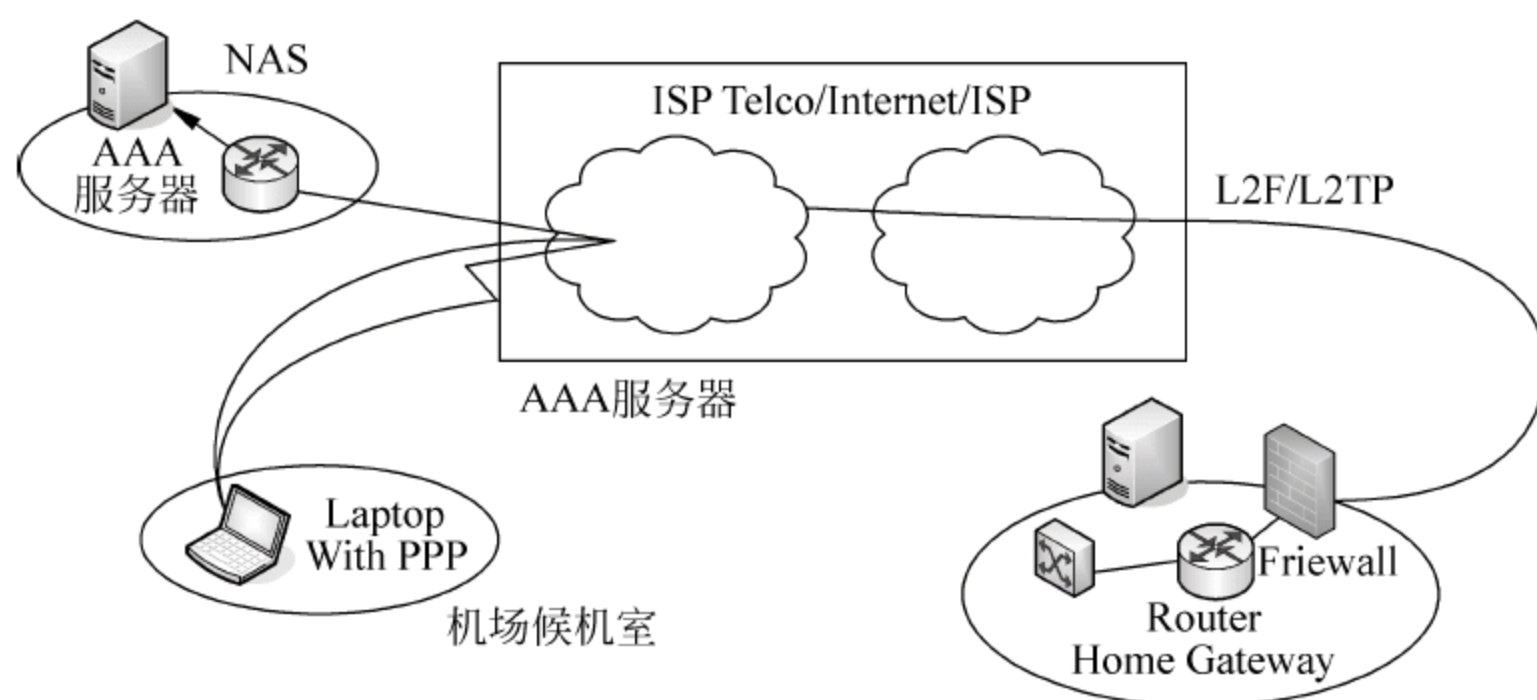 NAS
AAA
服务器
ISP Telco/Internet/ISP
L2F/L2TP
AAA服务器
Laptop
With PPP
机场候机室
Friewall
Router
Home Gateway